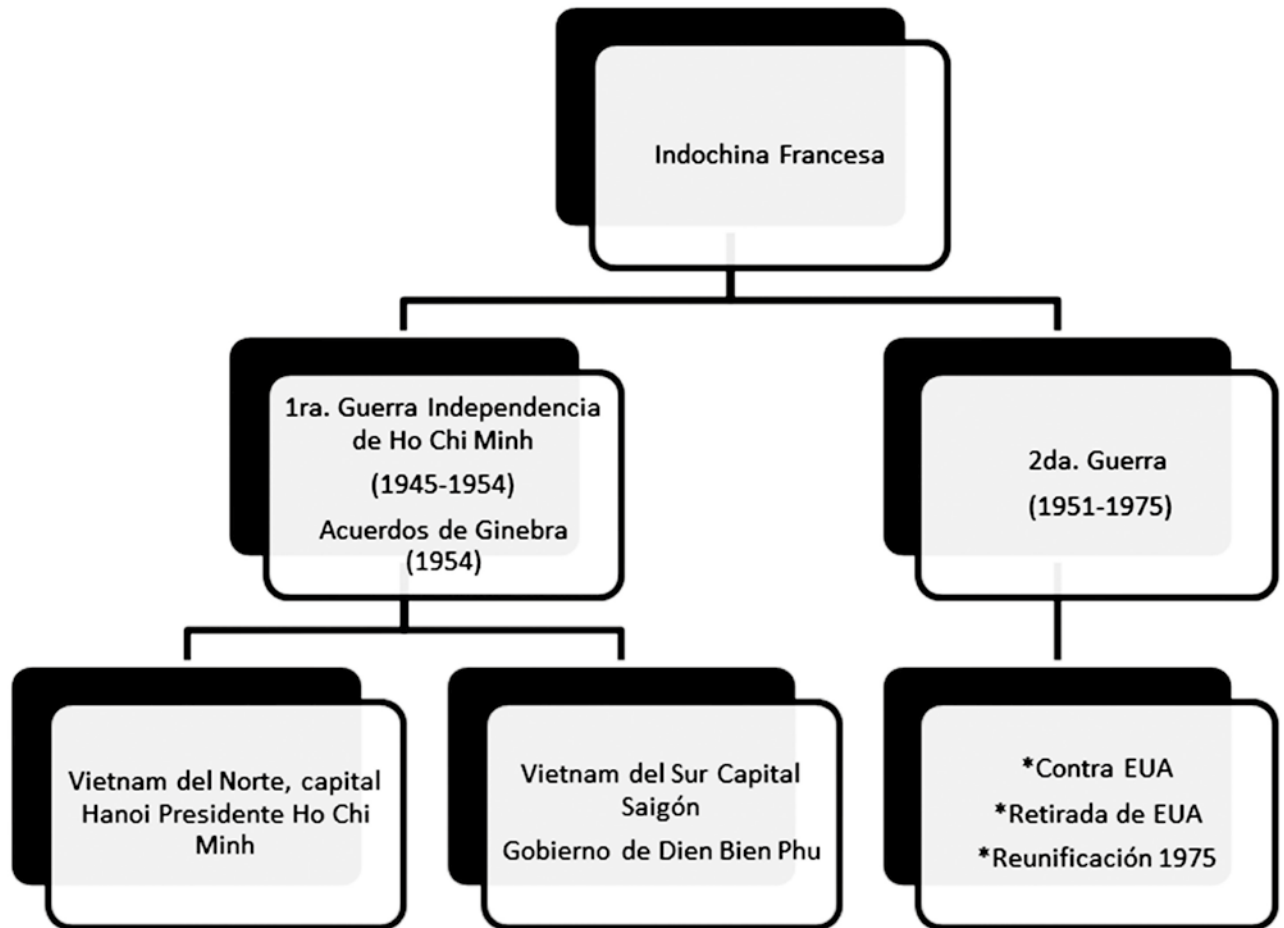 Indochina Francesa
1ra. Guerra Independencia
de Ho Chi Minh
(1945-1954)
Acuerdos de Ginebra
(1954)
2da. Guerra
(1951-1975)
Vietnam del Norte, capital
Hanoi Presidente Ho Chi
Minh
Vietnam del Sur Capital
Saigón
Gobierno de Dien Bien Phu
*Contra EUA
*Retirada de EUA
*Reunificación 1975